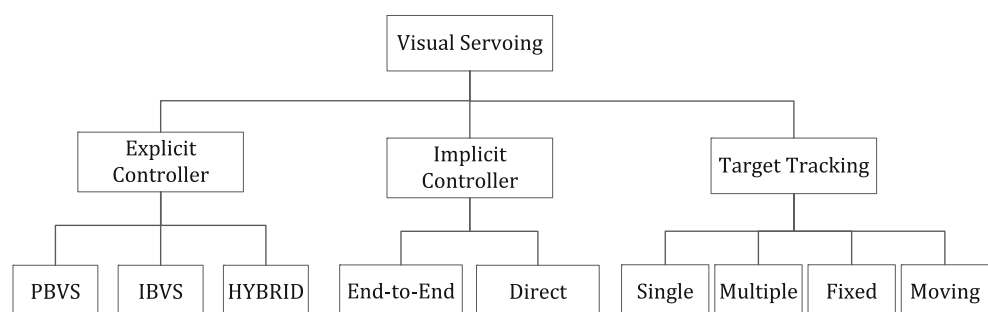 Visual Servoing
Explicit
Controller
Implicit
Controller
Target Tracking
PBVS
IBVS
HYBRID
End-to-End
Direct
Single
Multiple
Fixed
Moving